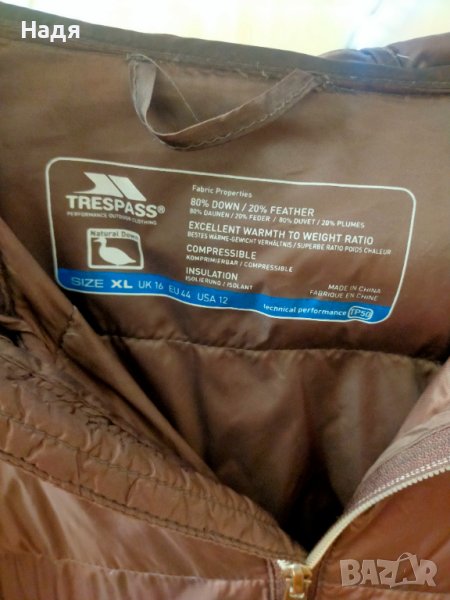 Надя
TRESPASS®
PERFORMANCE OUTDOOR CLOTHING
Natural Down
Fabric Properties
80% DOWN / 20% FEATHER
80% DAUNEN / 20% FEDER / 80% DUVET / 20% PLUMES
EXCELLENT WARMTH TO WEIGHT RATIO
BESTES WÄRME-GEWICHT VERHÄLTNIS / SUPERBE RATIO POIDS CHALEUR
COMPRESSIBLE
KOMPRIMIERBAR / COMPRESSIBLE
INSULATION
ISOLIERUNG / ISOLANT
MADE IN CHINA
FABRIQUE EN CHINE
SIZE XL UK 16 EU 44 USA 12
technical performance TP50
BAZAR